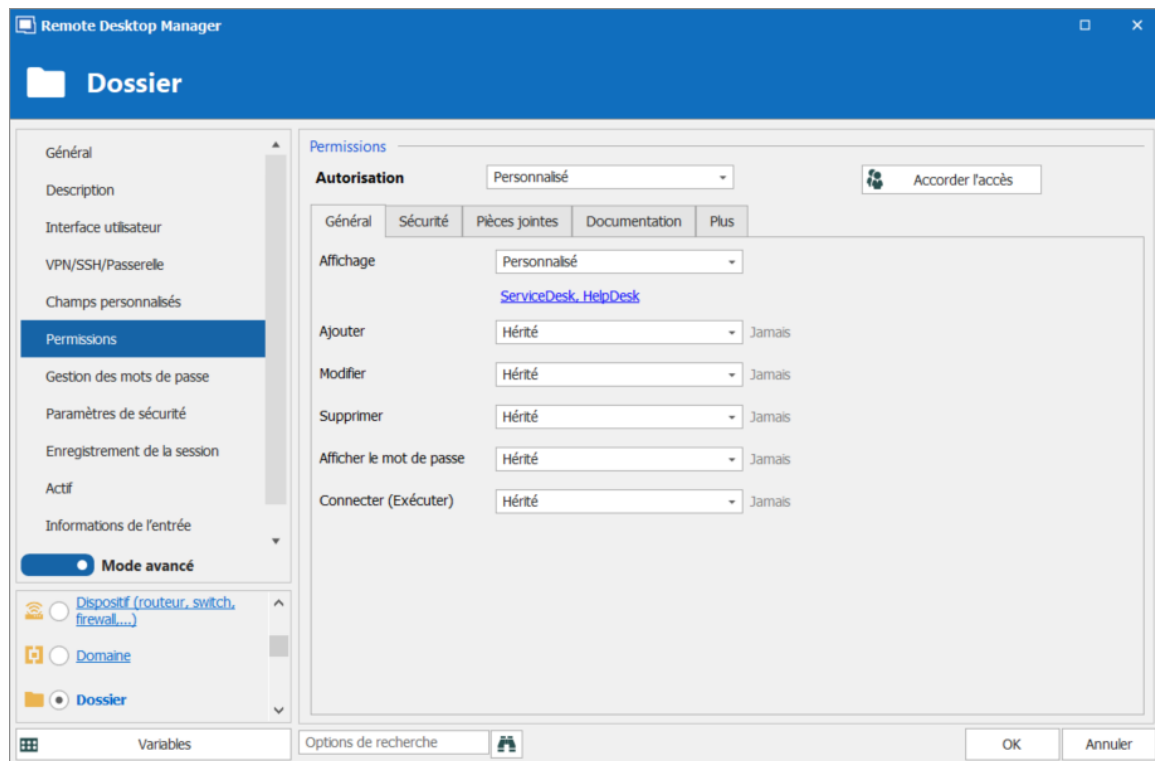 Remote Desktop Manager
Dossier
Général
Description
Interface utilisateur
VPN/SSH/Passerelle
Champs personnalisés
Permissions
Gestion des mots de passe
Paramètres de sécurité
Enregistrement de la session
Actif
Informations de l'entrée
Mode avancé
Dispositif (routeur, switch,
firewall,...)
Domaine
Dossier
Variables
Permissions
Autorisation Personnalisé Accorder l'accès
Général Sécurité Pièces jointes Documentation Plus
Affichage Personnalisé
ServiceDesk, HelpDesk
Ajouter Hérité Jamais
Modifier Hérité Jamais
Supprimer Hérité Jamais
Afficher le mot de passe Hérité Jamais
Connecter (Exécuter) Hérité Jamais
Options de recherche
OK Annuler